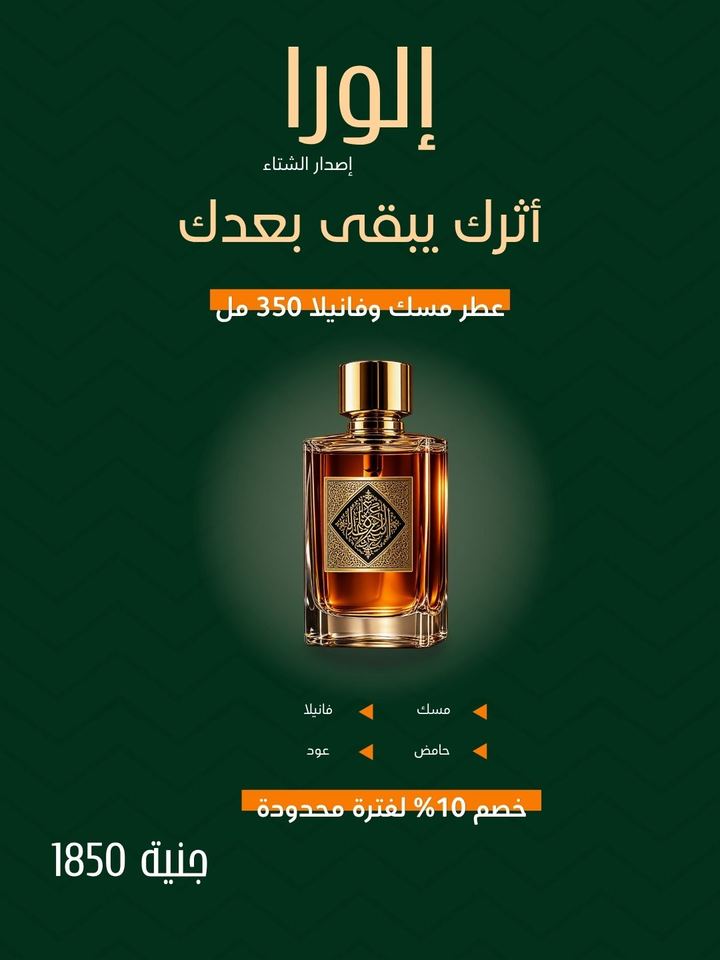 إلورا
إصدار الشتاء
أثرك يبقى بعدك
عطر مسك وفانيلا 350 مل
مسك
فانيلا
حامض
عود
خصم 10% لفترة محدودة
1850 جنية